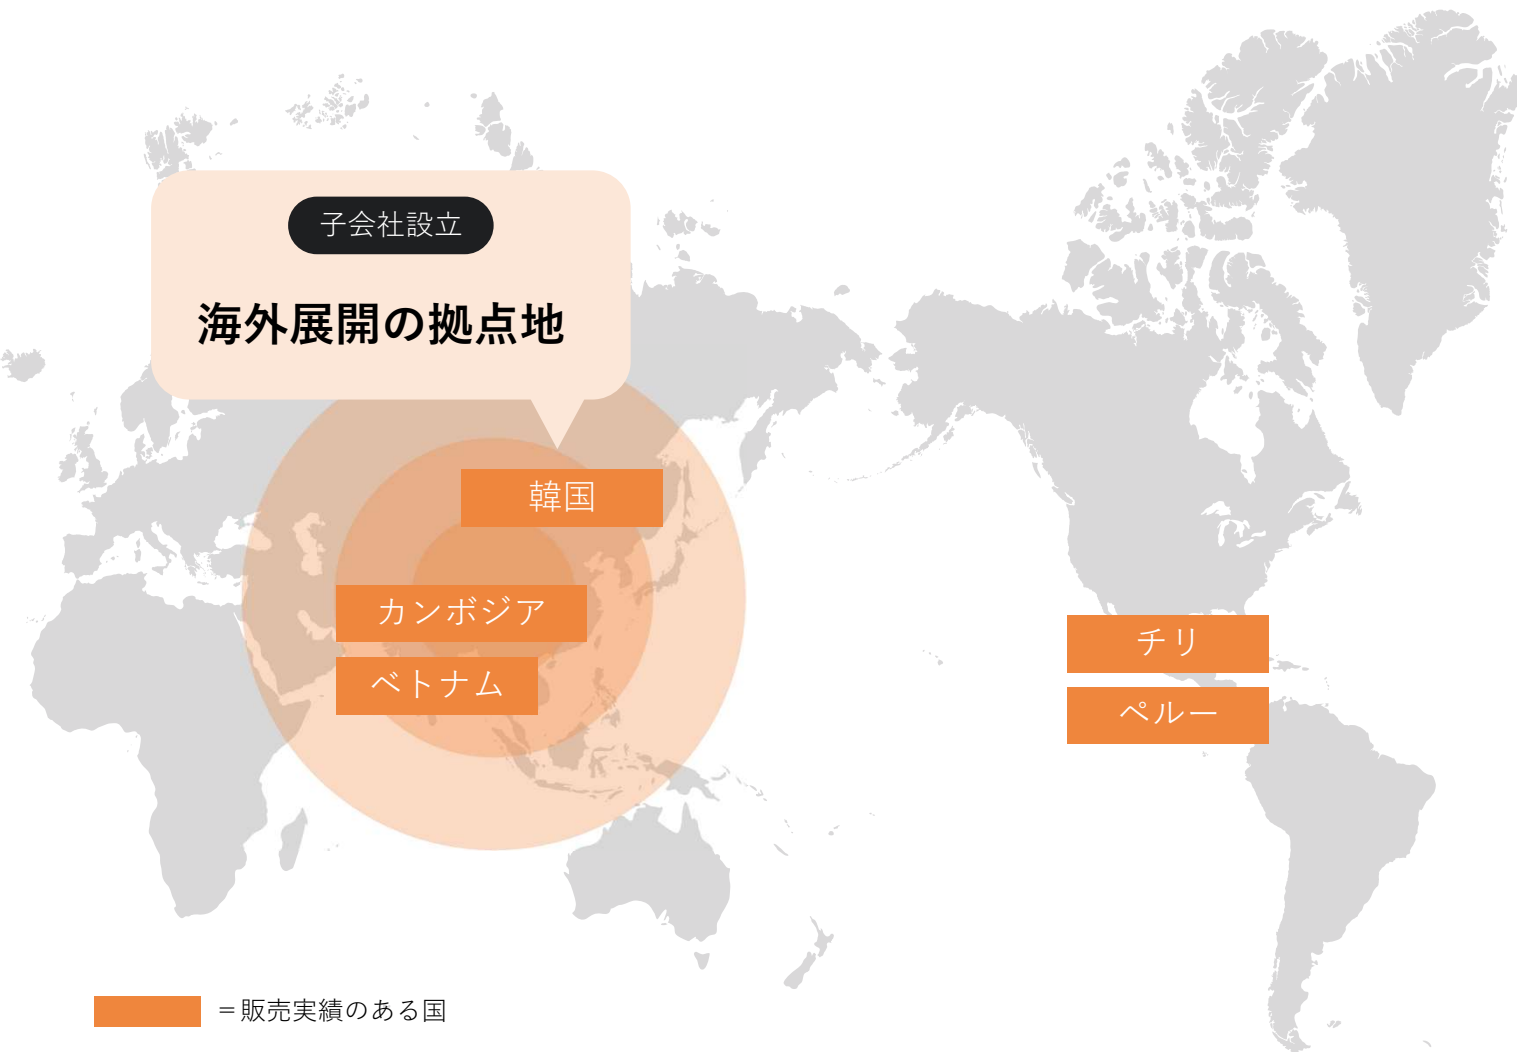 子会社設立
海外展開の拠点地
韓国
カンボジア
ベトナム
チリ
ペルー
＝販売実績のある国